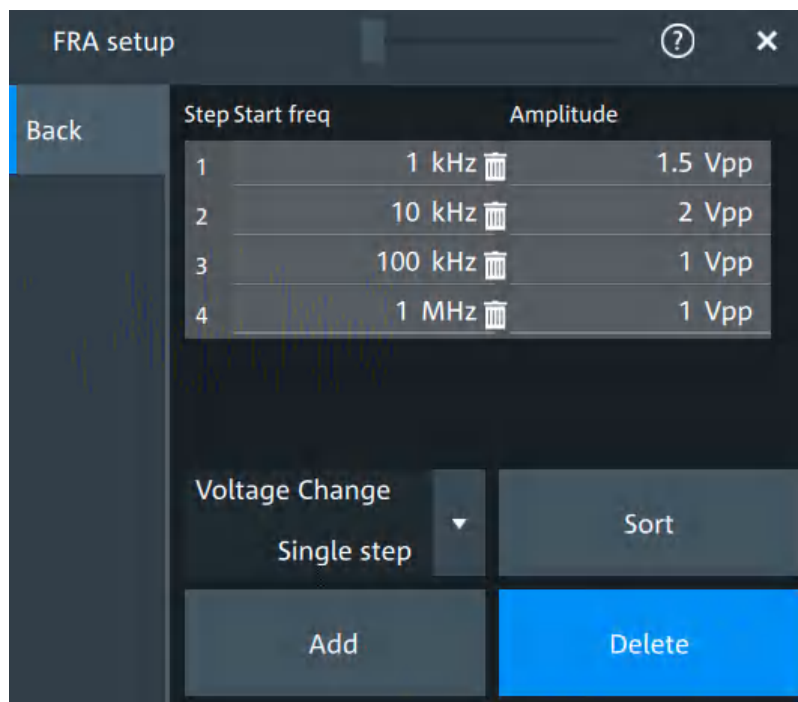 FRA setup ?
Back
Step Start freq Amplitude
1 1 kHz 1.5 Vpp
2 10 kHz 2 Vpp
3 100 kHz 1 Vpp
4 1 MHz 1 Vpp
Voltage Change
Single step
Sort
Add Delete